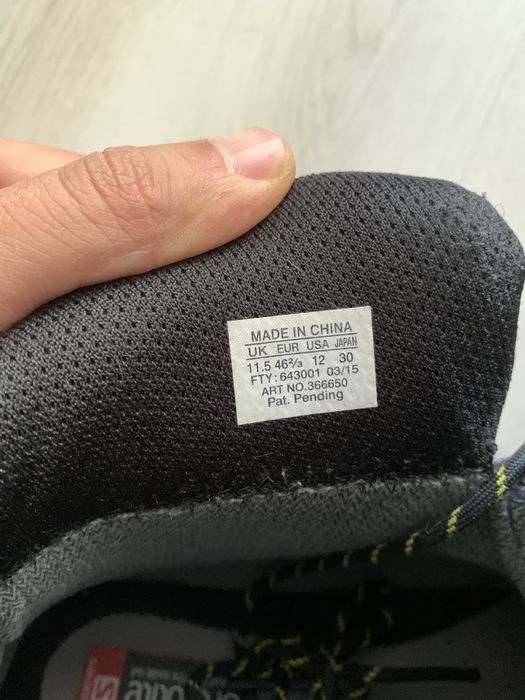 MADE IN CHINA
UK EUR USA JAPAN
11.5 46⅔ 12 30
FTY: 643001 03/15
ART NO.366650
Pat. Pending
S